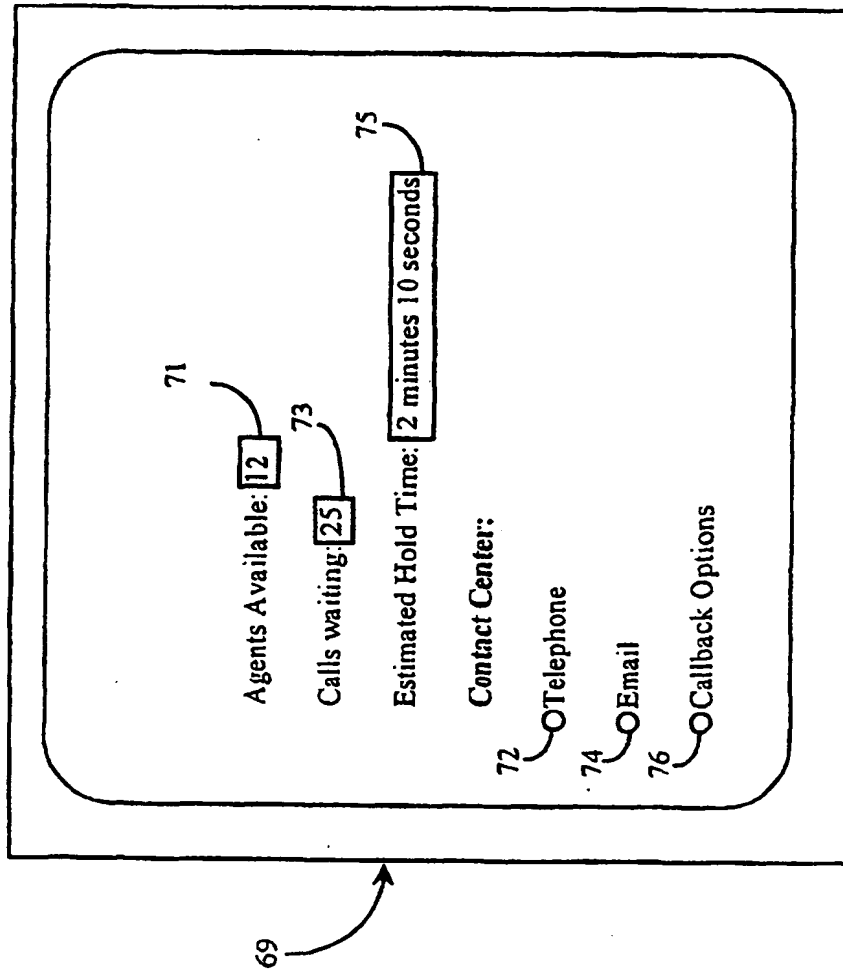 71
Agents Available: 12
73
Calls waiting: 25
75
Estimated Hold Time: 2 minutes 10 seconds
Contact Center:
72
Telephone
74
Email
76
Callback Options
69